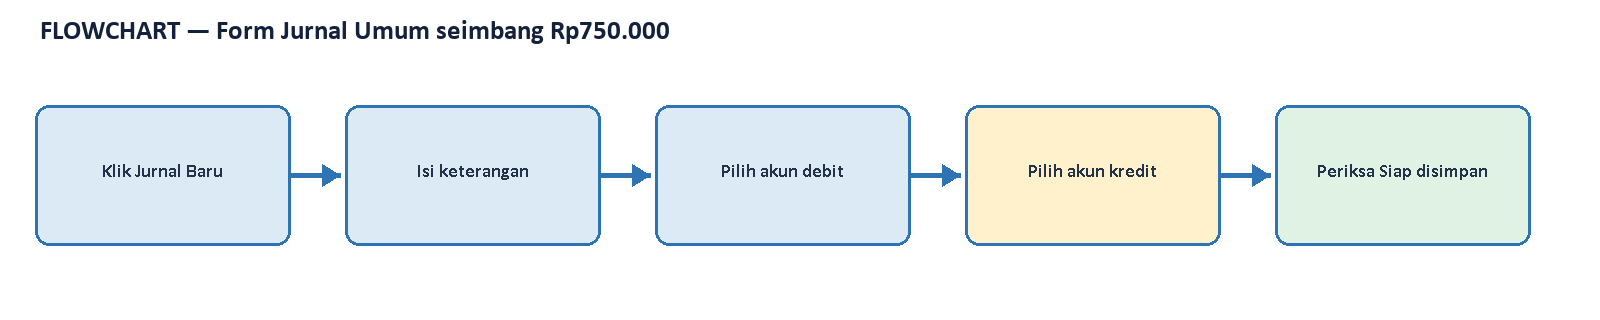 FLOWCHART — Form Jurnal Umum seimbang Rp750.000
Klik Jurnal Baru
Isi keterangan
Pilih akun debit
Pilih akun kredit
Periksa Siap disimpan